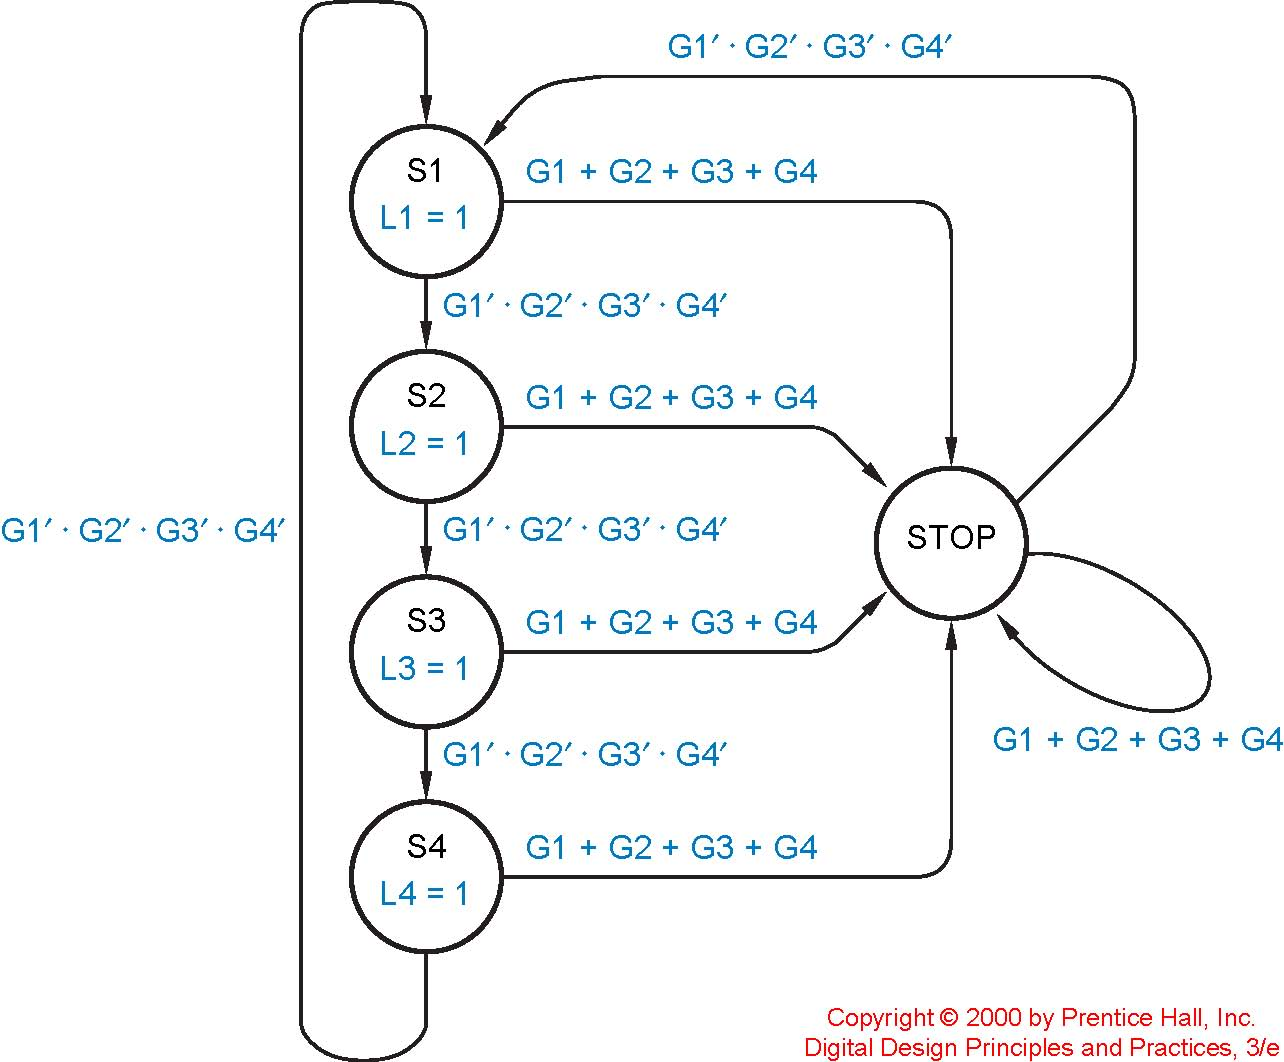 G1′ · G2′ · G3′ · G4′
S1
L1 = 1
G1 + G2 + G3 + G4
G1′ · G2′ · G3′ · G4′
S2
L2 = 1
G1 + G2 + G3 + G4
G1′ · G2′ · G3′ · G4′
G1′ · G2′ · G3′ · G4′
STOP
S3
L3 = 1
G1 + G2 + G3 + G4
G1 + G2 + G3 + G4
G1′ · G2′ · G3′ · G4′
S4
L4 = 1
G1 + G2 + G3 + G4
Copyright © 2000 by Prentice Hall, Inc.
Digital Design Principles and Practices, 3/e